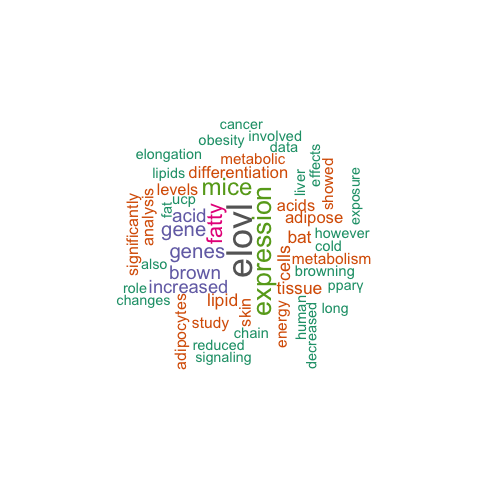 cancer
obesity
involved
data
elongation
metabolic
effects
lipids
differentiation
liver
showed
levels
mice
exposure
fat
ucp
significantly
analysis
acid
fatty
elovl
expression
acids
adipose
gene
however
bat
cold
genes
cells
metabolism
also
brown
browning
role
increased
tissue
pparγ
changes
lipid
skin
energy
human
long
adipocytes
study
chain
decreased
reduced
signaling